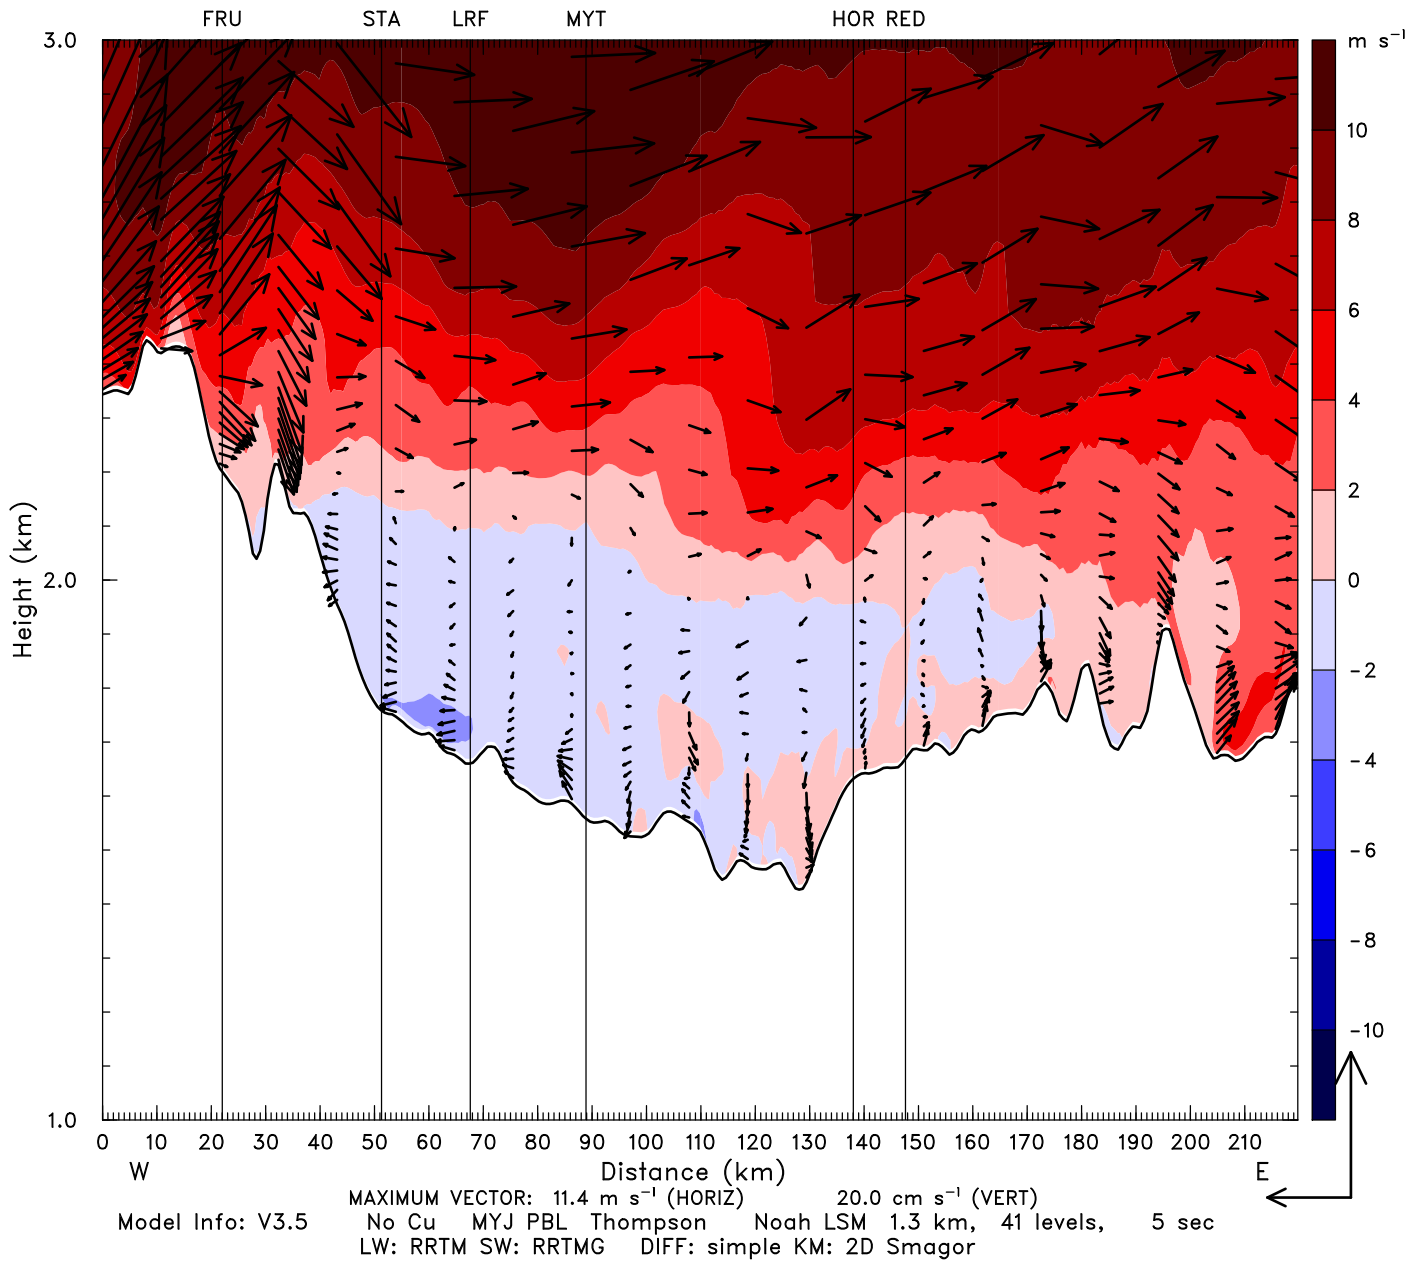 FRU STA LRF MYT HOR RED
3.0
m s⁻¹
10
8
6
4
2
2.0
0
-2
-4
-6
-8
-10
1.0
Height (km)
0 10 20 30 40 50 60 70 80 90 100 110 120 130 140 150 160 170 180 190 200 210
W Distance (km) E
MAXIMUM VECTOR: 11.4 m s⁻¹ (HORIZ) 20.0 cm s⁻¹ (VERT)
Model Info: V3.5 No Cu MYJ PBL Thompson Noah LSM 1.3 km, 41 levels, 5 sec
LW: RRTM SW: RRTMG DIFF: simple KM: 2D Smagor